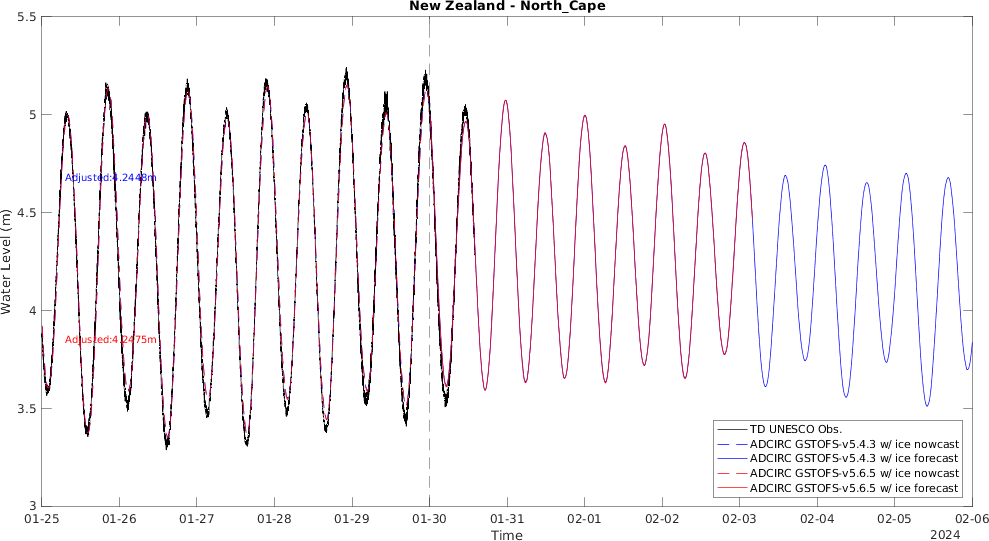 New Zealand - North_Cape
5.5
5
4.5
4
3.5
3
Water Level (m)
Adjusted:4.2448m
Adjusted:4.2475m
TD UNESCO Obs.
ADCIRC GSTOFS-v5.4.3 w/ ice nowcast
ADCIRC GSTOFS-v5.4.3 w/ ice forecast
ADCIRC GSTOFS-v5.6.5 w/ ice nowcast
ADCIRC GSTOFS-v5.6.5 w/ ice forecast
01-25 01-26 01-27 01-28 01-29 01-30 01-31 02-01 02-02 02-03 02-04 02-05 02-06
Time
2024